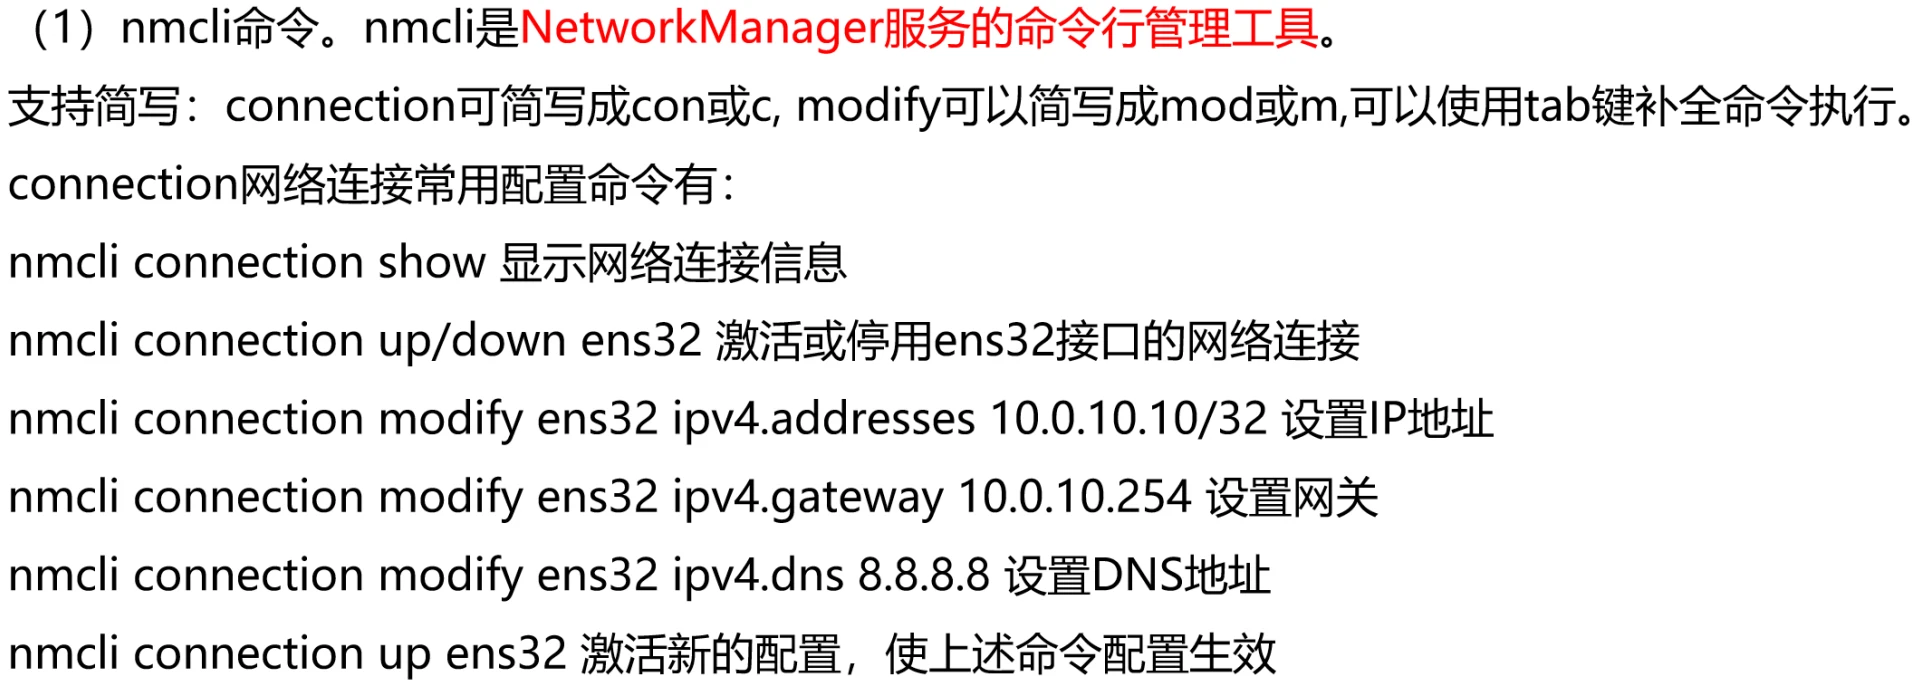 （1）nmcli命令。nmcli是NetworkManager服务的命令行管理工具。
支持简写：connection可简写成con或c, modify可以简写成mod或m,可以使用tab键补全命令执行。
connection网络连接常用配置命令有：
nmcli connection show 显示网络连接信息
nmcli connection up/down ens32 激活或停用ens32接口的网络连接
nmcli connection modify ens32 ipv4.addresses 10.0.10.10/32 设置IP地址
nmcli connection modify ens32 ipv4.gateway 10.0.10.254 设置网关
nmcli connection modify ens32 ipv4.dns 8.8.8.8 设置DNS地址
nmcli connection up ens32 激活新的配置，使上述命令配置生效